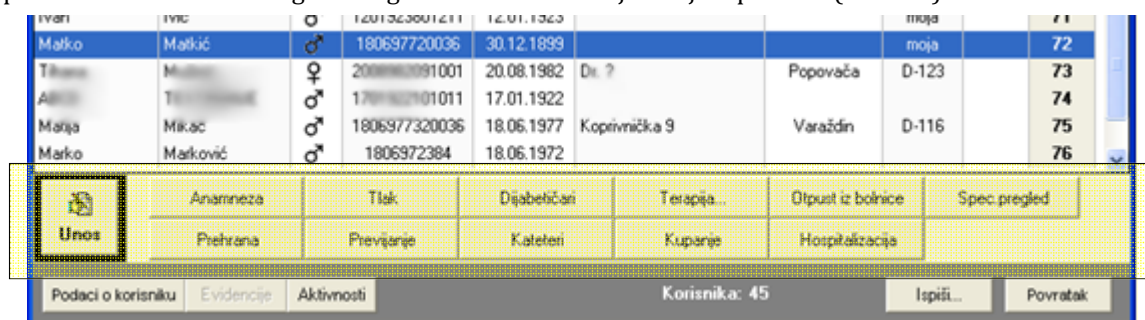 Ivan Ivić ♂ 1201923801211 12.01.1923 moja 71
Matko Matkić ♂ 180697720036 30.12.1899 moja 72
♀ 1001 20.08.1982 Dr. ? Popovača D-123 73
♂ 01011 17.01.1922 74
Matija Mikac ♂ 1806977320036 18.06.1977 Koprivnička 9 Varaždin D-116 75
Marko Marković ♂ 1806972384 18.06.1972 76
Anamneza Tlak Dijabetičari Terapija... Otpust iz bolnice Spec.pregled
Unos
Prehrana Previjanje Kateteri Kupanje Hospitalizacija
Podaci o korisniku Evidencije Aktivnosti Korisnika: 45 Ispiši... Povratak